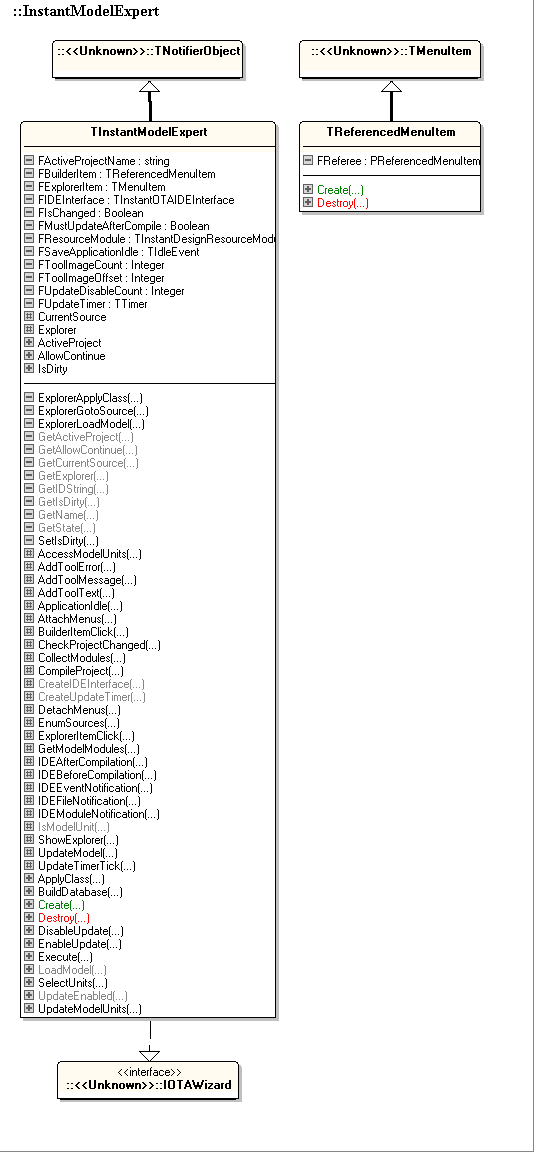 ::InstantModelExpert
::<<Unknown>>::TNotifierObject
::<<Unknown>>::TMenuItem
TInstantModelExpert
FActiveProjectName : string
FBuilderItem : TReferencedMenuItem
FExplorerItem : TMenuItem
FIDEInterface : TInstantOTAIDEInterface
FIsChanged : Boolean
FMustUpdateAfterCompile : Boolean
FResourceModule : TInstantDesignResourceModu
FSaveApplicationIdle : TIdleEvent
FToolImageCount : Integer
FToolImageOffset : Integer
FUpdateDisableCount : Integer
FUpdateTimer : TTimer
CurrentSource
Explorer
ActiveProject
AllowContinue
IsDirty
ExplorerApplyClass(...)
ExplorerGotoSource(...)
ExplorerLoadModel(...)
GetActiveProject(...)
GetAllowContinue(...)
GetCurrentSource(...)
GetExplorer(...)
GetIDString(...)
GetIsDirty(...)
GetName(...)
GetState(...)
SetIsDirty(...)
AccessModelUnits(...)
AddToolError(...)
AddToolMessage(...)
AddToolText(...)
ApplicationIdle(...)
AttachMenus(...)
BuilderItemClick(...)
CheckProjectChanged(...)
CollectModules(...)
CompileProject(...)
CreateIDEInterface(...)
CreateUpdateTimer(...)
DetachMenus(...)
EnumSources(...)
ExplorerItemClick(...)
GetModelModules(...)
IDEAfterCompilation(...)
IDEBeforeCompilation(...)
IDEEventNotification(...)
IDEFileNotification(...)
IDEModuleNotification(...)
IsModelUnit(...)
ShowExplorer(...)
UpdateModel(...)
UpdateTimerTick(...)
ApplyClass(...)
BuildDatabase(...)
Create(...)
Destroy(...)
DisableUpdate(...)
EnableUpdate(...)
Execute(...)
LoadModel(...)
SelectUnits(...)
UpdateEnabled(...)
UpdateModelUnits(...)
TReferencedMenuItem
FReferee : PReferencedMenuItem
Create(...)
Destroy(...)
<<interface>>
::<<Unknown>>::IOTAWizard